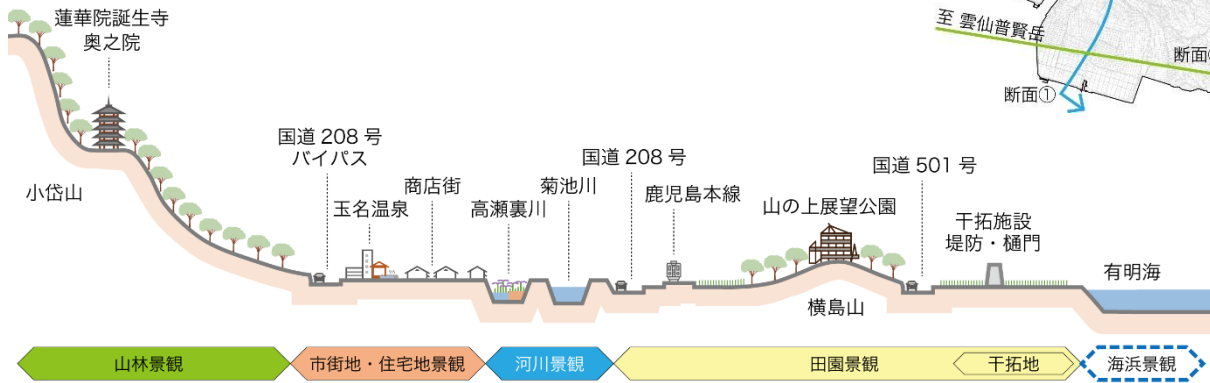 蓮華院誕生寺
奥之院
至 雲仙普賢岳
断面
断面①
国道 208 号
バイパス
国道 208 号
国道 501 号
小岱山
玉名温泉
商店街
高瀬裏川
菊池川
鹿児島本線
山の上展望公園
干拓施設
堤防・樋門
有明海
横島山
山林景観
市街地・住宅地景観
河川景観
田園景観
干拓地
海浜景観